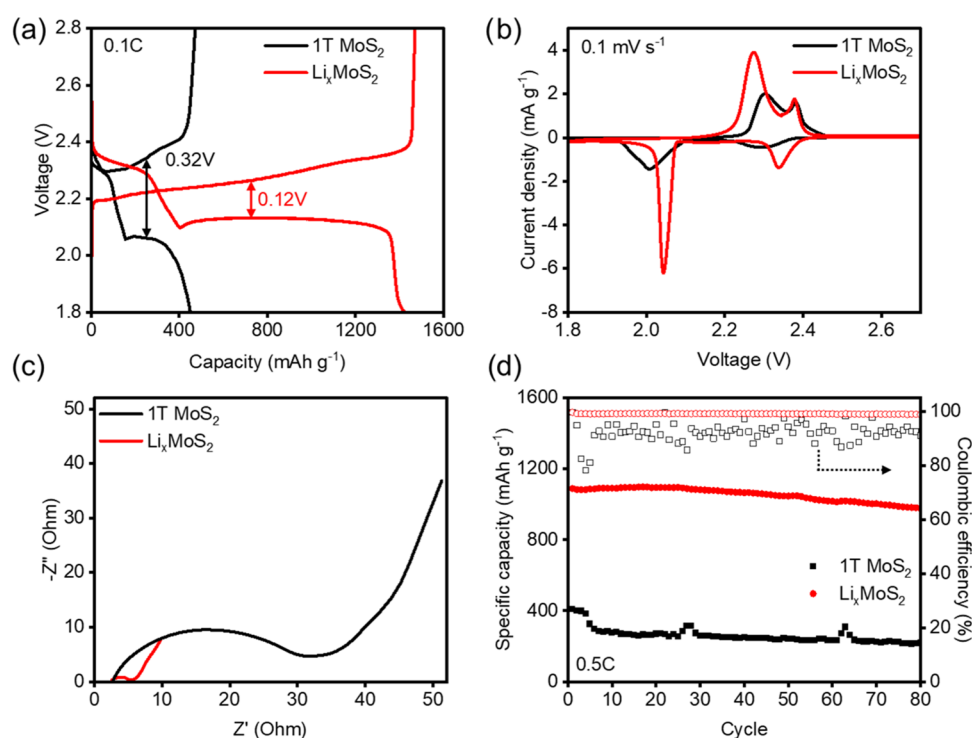 (a)
0.1C
1T MoS₂
LiₓMoS₂
0.32V
0.12V
2.8
2.6
2.4
2.2
2.0
1.8
Voltage (V)
0
400
800
1200
1600
Capacity (mAh g⁻¹)
(b)
0.1 mV s⁻¹
1T MoS₂
LiₓMoS₂
4
2
0
-2
-4
-6
-8
Current density (mA g⁻¹)
1.8
2.0
2.2
2.4
2.6
Voltage (V)
(c)
1T MoS₂
LiₓMoS₂
50
40
30
20
10
0
-Z" (Ohm)
0
10
20
30
40
50
Z' (Ohm)
(d)
1600
1200
800
400
0
Specific capacity (mAh g⁻¹)
1T MoS₂
LiₓMoS₂
0.5C
100
80
60
40
20
0
Coulombic efficiency (%)
0
10
20
30
40
50
60
70
80
Cycle